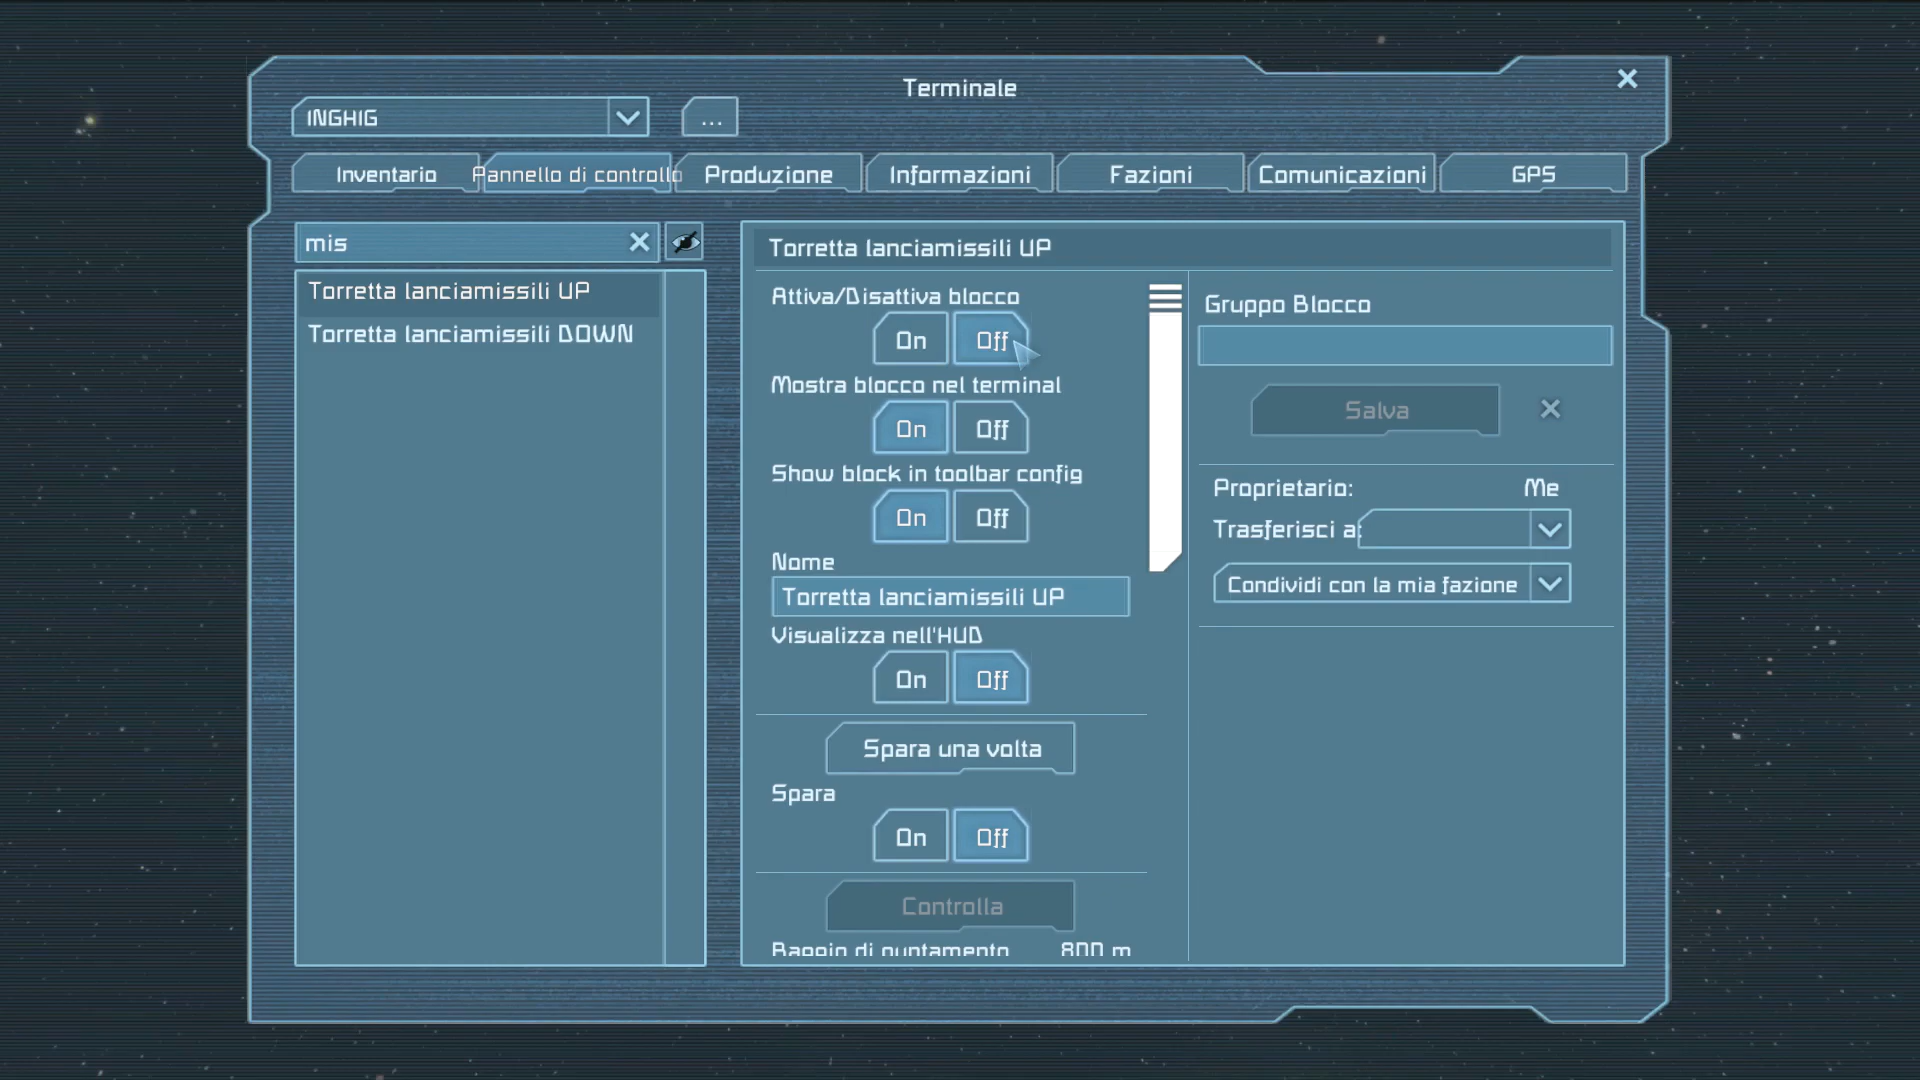 Terminale
INGHIG
...
Inventario
Pannello di controllo
Produzione
Informazioni
Fazioni
Comunicazioni
GPS
mis
Torretta lanciamissili UP
Torretta lanciamissili DOWN
Torretta lanciamissili UP
Attiva/Disattiva blocco
On Off
Mostra blocco nel terminal
On Off
Show block in toolbar config
On Off
Nome
Torretta lanciamissili UP
Visualizza nell'HUD
On Off
Spara una volta
Spara
On Off
Controlla
Raggio di puntamento 800 m
Gruppo Blocco
Salva
Proprietario: Me
Trasferisci a:
Condividi con la mia fazione